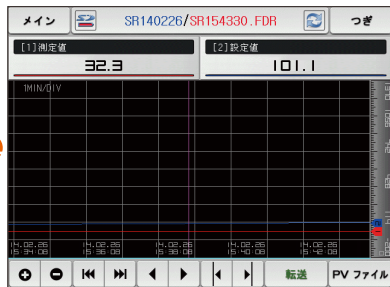 メイン SR140226/SR154330.FDR つぎ
[1]測定値 [2]設定値
32.3 101.1
1MIN/DIV
14.02.26 14.02.26 14.02.26 14.02.26 14.02.26
15:34:08 15:36:08 15:38:08 15:40:08 15:42:08
転送 PV ファイル